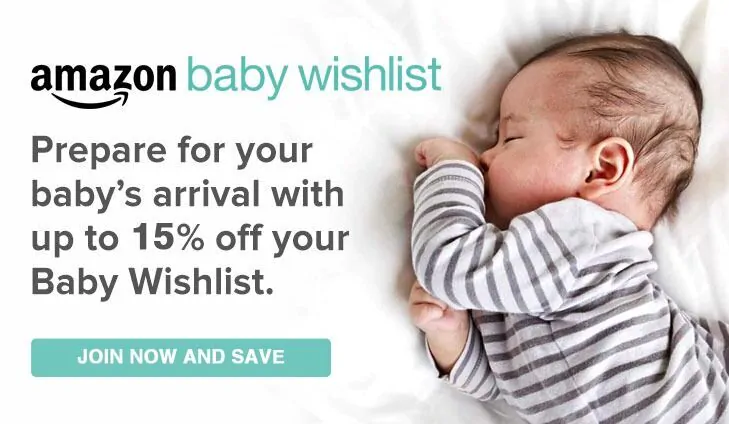 amazon baby wishlist
Prepare for your
baby’s arrival with
up to 15% off your
Baby Wishlist.
JOIN NOW AND SAVE